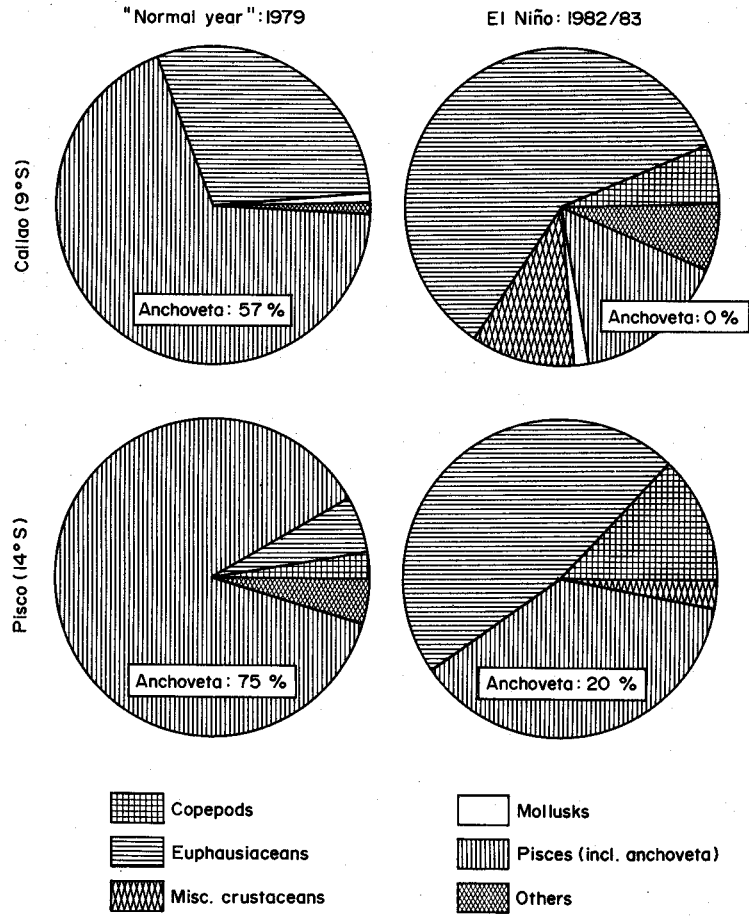 "Normal year": 1979
El Niño: 1982/83
Callao (9°S)
Anchoveta: 57 %
Anchoveta: 0 %
Pisco (14°S)
Anchoveta: 75 %
Anchoveta: 20 %
Copepods
Mollusks
Euphausiaceans
Pisces (incl. anchoveta)
Misc. crustaceans
Others